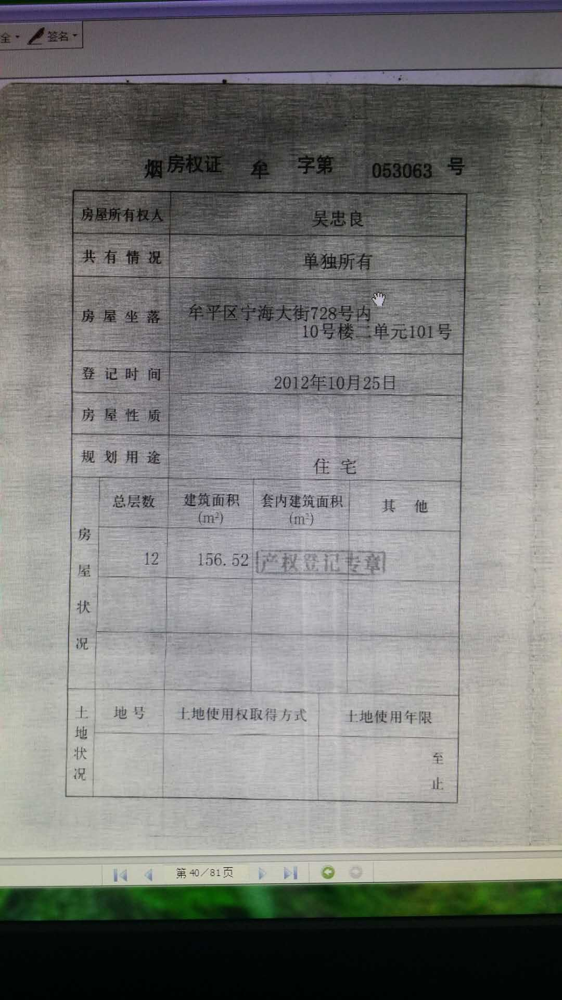 全 签名
烟房权证 牟 字第 053063 号
房屋所有权人 吴忠良
共有情况 单独所有
房屋坐落 牟平区宁海大街728号内
10号楼二单元101号
登记时间 2012年10月25日
房屋性质
规划用途 住宅
房屋状况
总层数 建筑面积(m²) 套内建筑面积(m²) 其他
12 156.52 产权登记专章
土地状况
地号 土地使用权取得方式 土地使用年限
至
止
第 40/81页